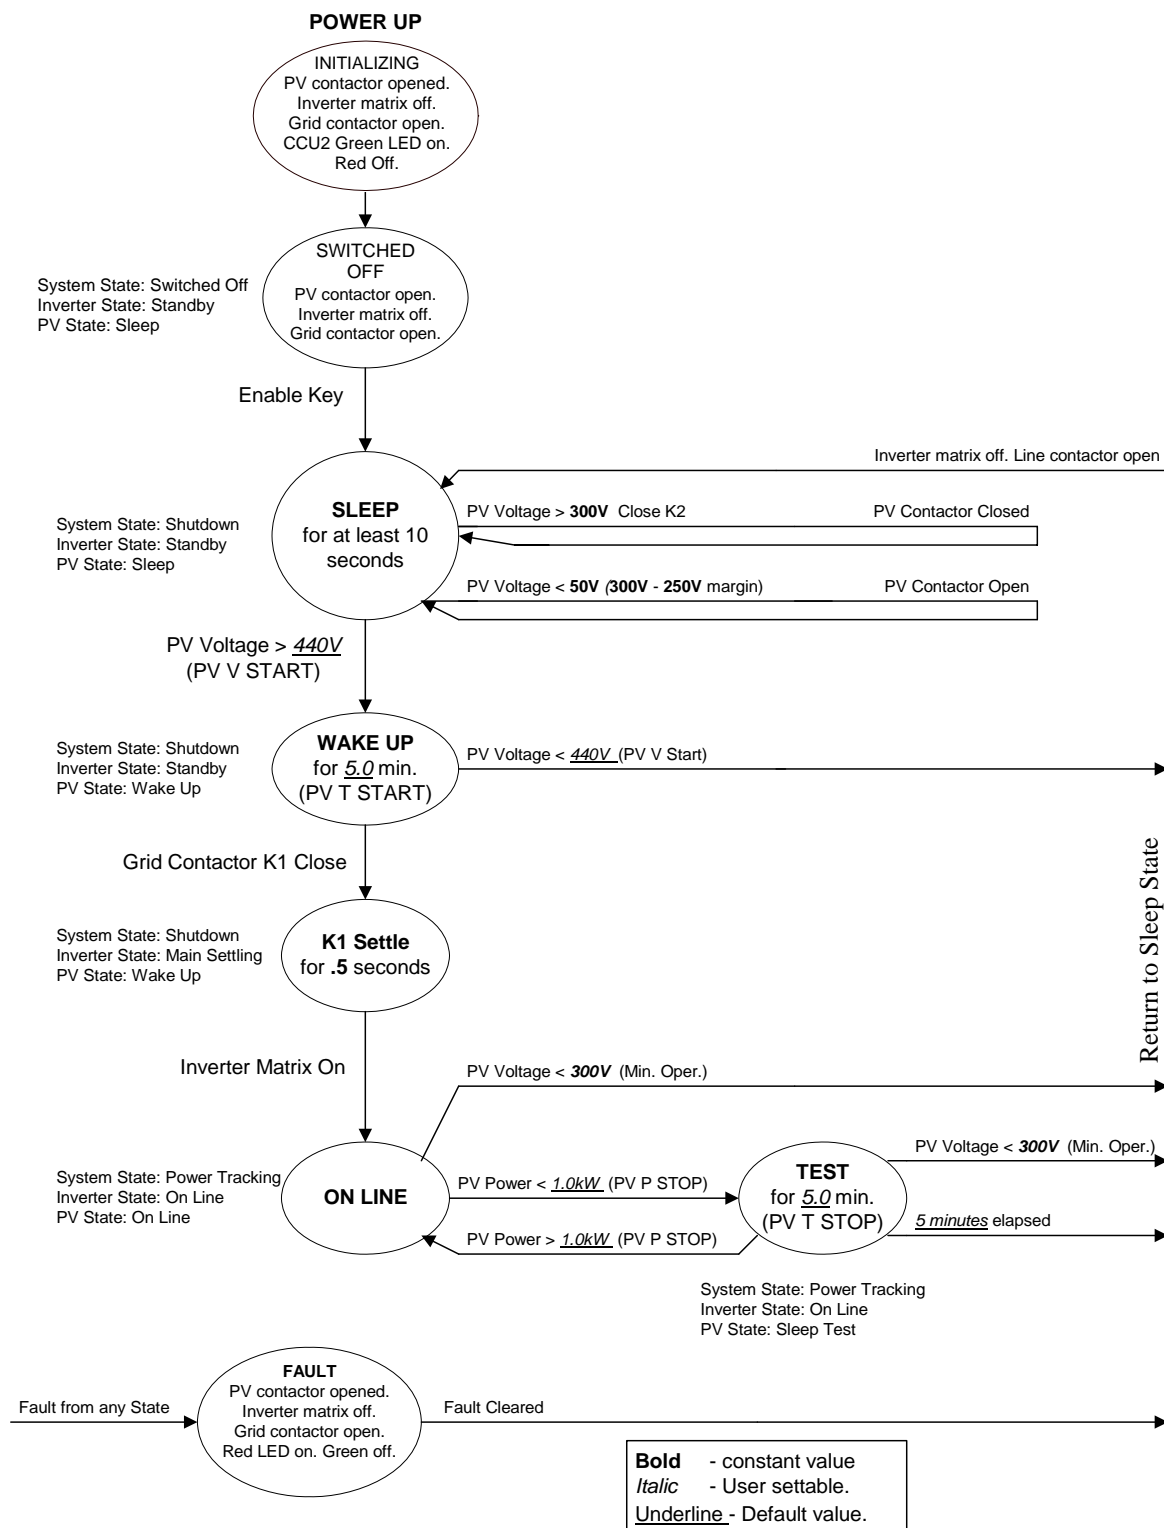 POWER UP
INITIALIZING
PV contactor opened.
Inverter matrix off.
Grid contactor open.
CCU2 Green LED on.
Red Off.
SWITCHED
OFF
PV contactor open.
Inverter matrix off.
Grid contactor open.
System State: Switched Off
Inverter State: Standby
PV State: Sleep
Enable Key
Inverter matrix off. Line contactor open
SLEEP
for at least 10
seconds
System State: Shutdown
Inverter State: Standby
PV State: Sleep
PV Voltage > 300V Close K2
PV Contactor Closed
PV Voltage < 50V (300V - 250V margin)
PV Contactor Open
PV Voltage > 440V
(PV V START)
WAKE UP
for 5.0 min.
(PV T START)
System State: Shutdown
Inverter State: Standby
PV State: Wake Up
PV Voltage < 440V (PV V Start)
Grid Contactor K1 Close
K1 Settle
for .5 seconds
System State: Shutdown
Inverter State: Main Settling
PV State: Wake Up
Return to Sleep State
Inverter Matrix On
PV Voltage < 300V (Min. Oper.)
ON LINE
System State: Power Tracking
Inverter State: On Line
PV State: On Line
PV Power < 1.0kW (PV P STOP)
PV Power > 1.0kW (PV P STOP)
TEST
for 5.0 min.
(PV T STOP)
PV Voltage < 300V (Min. Oper.)
5 minutes elapsed
System State: Power Tracking
Inverter State: On Line
PV State: Sleep Test
Fault from any State
FAULT
PV contactor opened.
Inverter matrix off.
Grid contactor open.
Red LED on. Green off.
Fault Cleared
Bold - constant value
Italic - User settable.
Underline - Default value.